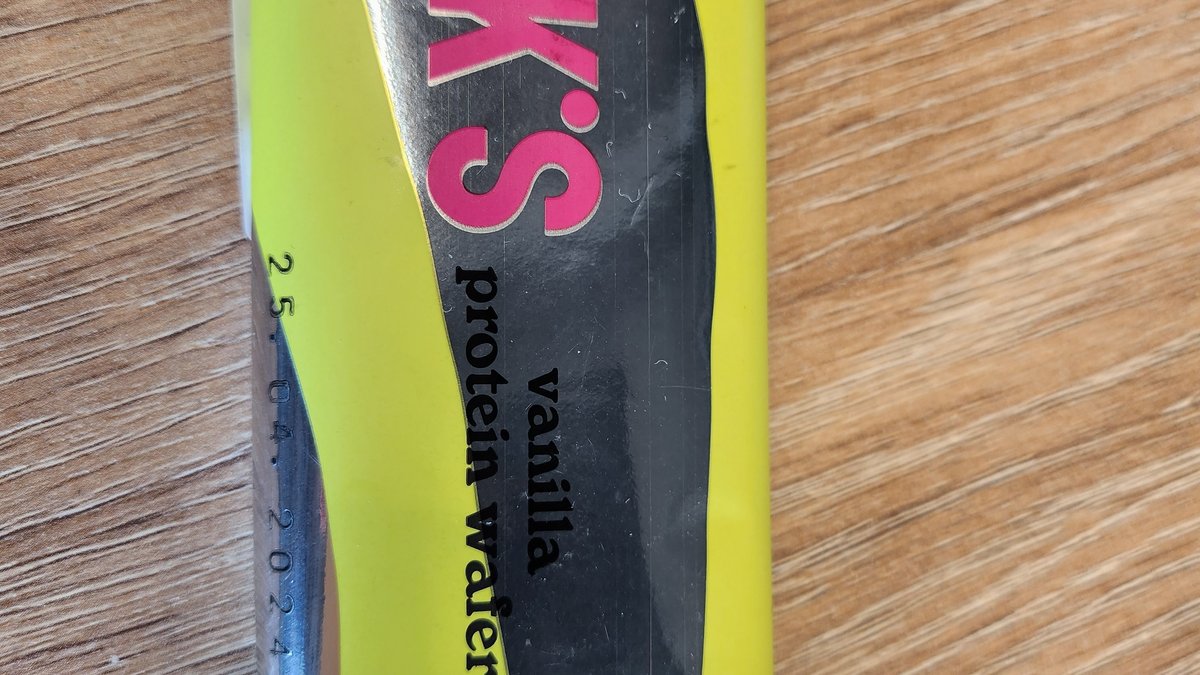 K'S
vanilla
protein wafer
25.04.2024